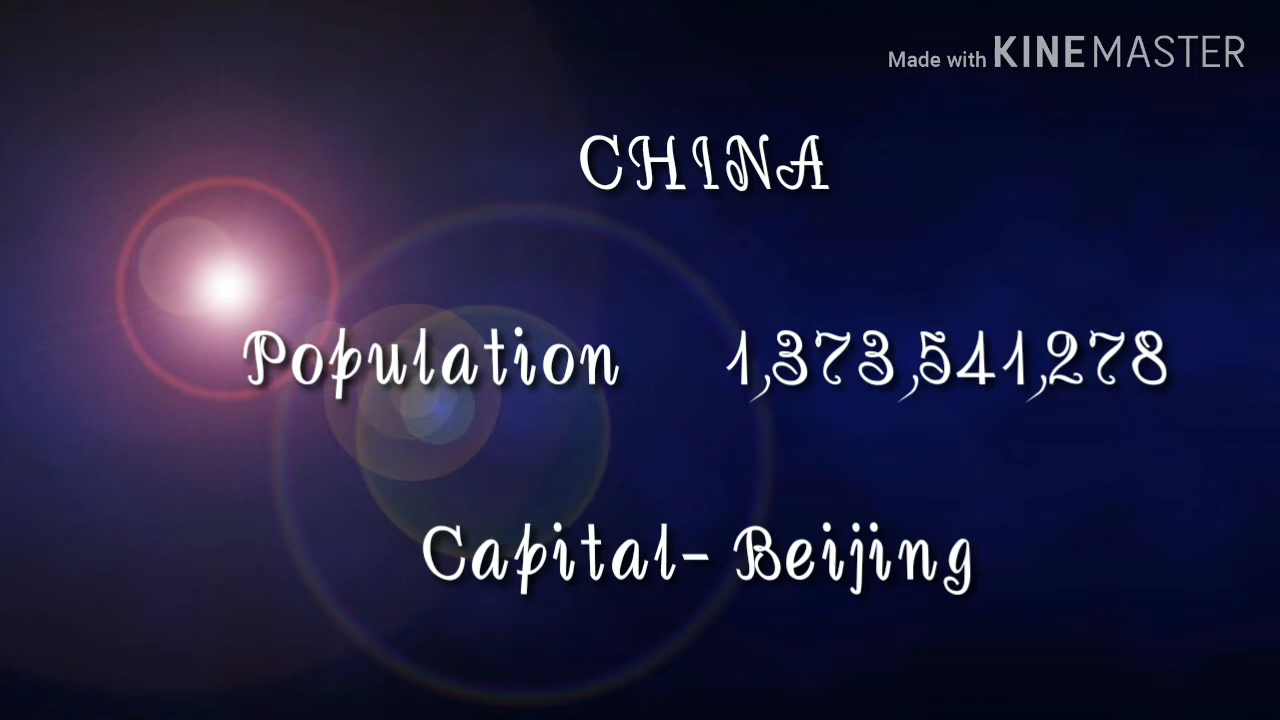 Made with KINEMASTER
CHINA
Population 1,373,541,278
Capital- Beijing